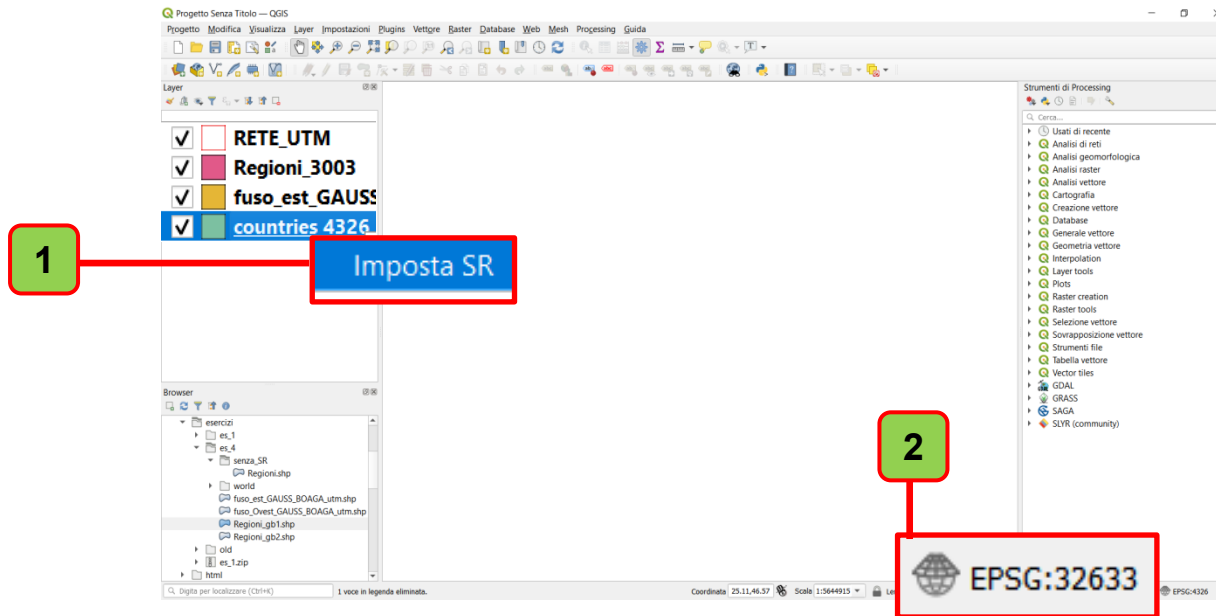 Progetto Senza Titolo — QGIS
Progetto Modifica Visualizza Layer Impostazioni Plugins Vettore Raster Database Web Mesh Processing Guida
Layer
RETE_UTM
Regioni_3003
fuso_est_GAUSS
countries 4326
1
Imposta SR
Browser
esercizi
es_1
es_4
senza_SR
Regioni.shp
world
fuso_est_GAUSS_BOAGA_utm.shp
fuso_Ovest_GAUSS_BOAGA_utm.shp
Regioni_gb1.shp
Regioni_gb2.shp
old
es_1.zip
html
Strumenti di Processing
Cerca...
Usati di recente
Analisi di reti
Analisi geomorfologica
Analisi raster
Analisi vettore
Cartografia
Creazione vettore
Database
Generale vettore
Geometria vettore
Interpolation
Layer tools
Plots
Raster creation
Raster tools
Selezione vettore
Sovrapposizione vettore
Strumenti file
Tabella vettore
Vector tiles
GDAL
GRASS
SAGA
SLYR (community)
2
EPSG:32633
Digita per localizzare (Ctrl+K) 1 voce in legenda eliminata. Coordinata 25.11,46.57 Scala 1:5644915 EPSG:4326